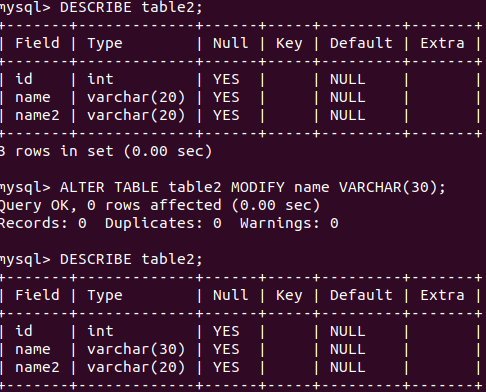 mysql> DESCRIBE table2;
+-------+-------------+------+-----+---------+-------+
| Field | Type        | Null | Key | Default | Extra |
+-------+-------------+------+-----+---------+-------+
| id    | int         | YES  |     | NULL    |       |
| name  | varchar(20) | YES  |     | NULL    |       |
| name2 | varchar(20) | YES  |     | NULL    |       |
+-------+-------------+------+-----+---------+-------+
3 rows in set (0.00 sec)
mysql> ALTER TABLE table2 MODIFY name VARCHAR(30);
Query OK, 0 rows affected (0.00 sec)
Records: 0  Duplicates: 0  Warnings: 0
mysql> DESCRIBE table2;
+-------+-------------+------+-----+---------+-------+
| Field | Type        | Null | Key | Default | Extra |
+-------+-------------+------+-----+---------+-------+
| id    | int         | YES  |     | NULL    |       |
| name  | varchar(30) | YES  |     | NULL    |       |
| name2 | varchar(20) | YES  |     | NULL    |       |
+-------+-------------+------+-----+---------+-------+